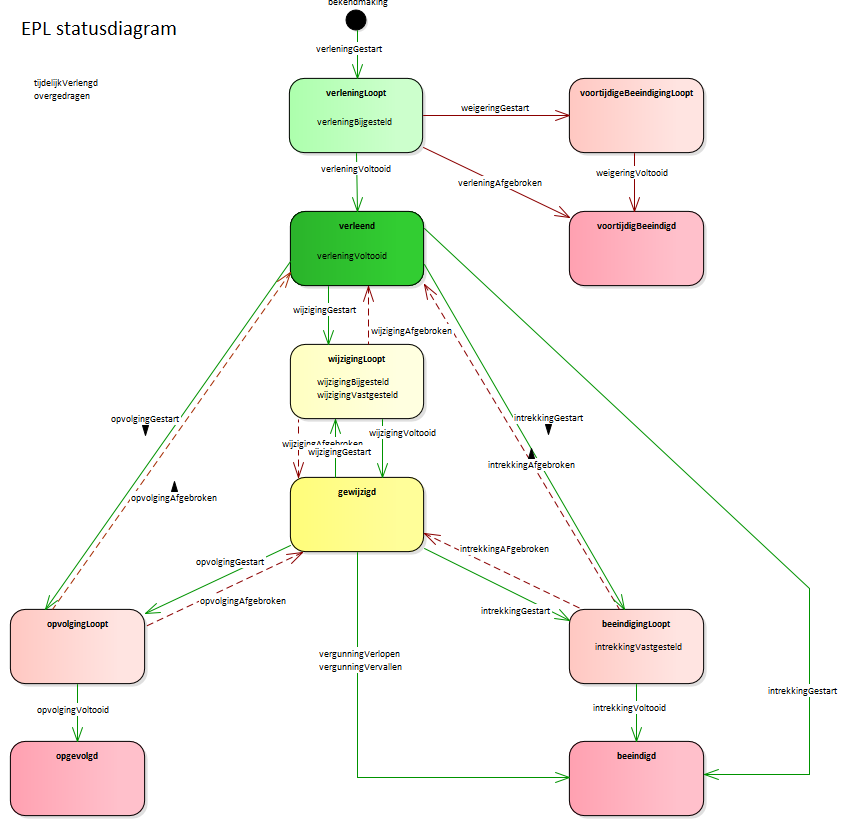 bekendmaking
EPL statusdiagram
verleningGestart
tijdelijkVerlengd
overgedragen
verleningLoopt
verleningBijgesteld
weigeringGestart
voortijdigeBeendigingLoopt
verleningVoltooid
verleningAfgebroken
weigeringVoltooid
verleend
verleningVoltooid
voortijdigBeeindigd
wijzigingGestart
wijzigingAfgebroken
wijzigingLoopt
wijzigingBijgesteld
wijzigingVastgesteld
opvolgingGestart
intrekkingGestart
wijzigingVoltooid
wijzigingAfgebroken
wijzigingGestart
intrekkingAfgebroken
gewijzigd
opvolgingAfgebroken
intrekkingAFgebroken
opvolgingGestart
opvolgingAfgebroken
intrekkingGestart
opvolgingLoopt
beeindigingLoopt
intrekkingVastgesteld
vergunningVerlopen
vergunningVervallen
intrekkingGestart
opvolgingVoltooid
intrekkingVoltooid
opgevolgd
beeindigd